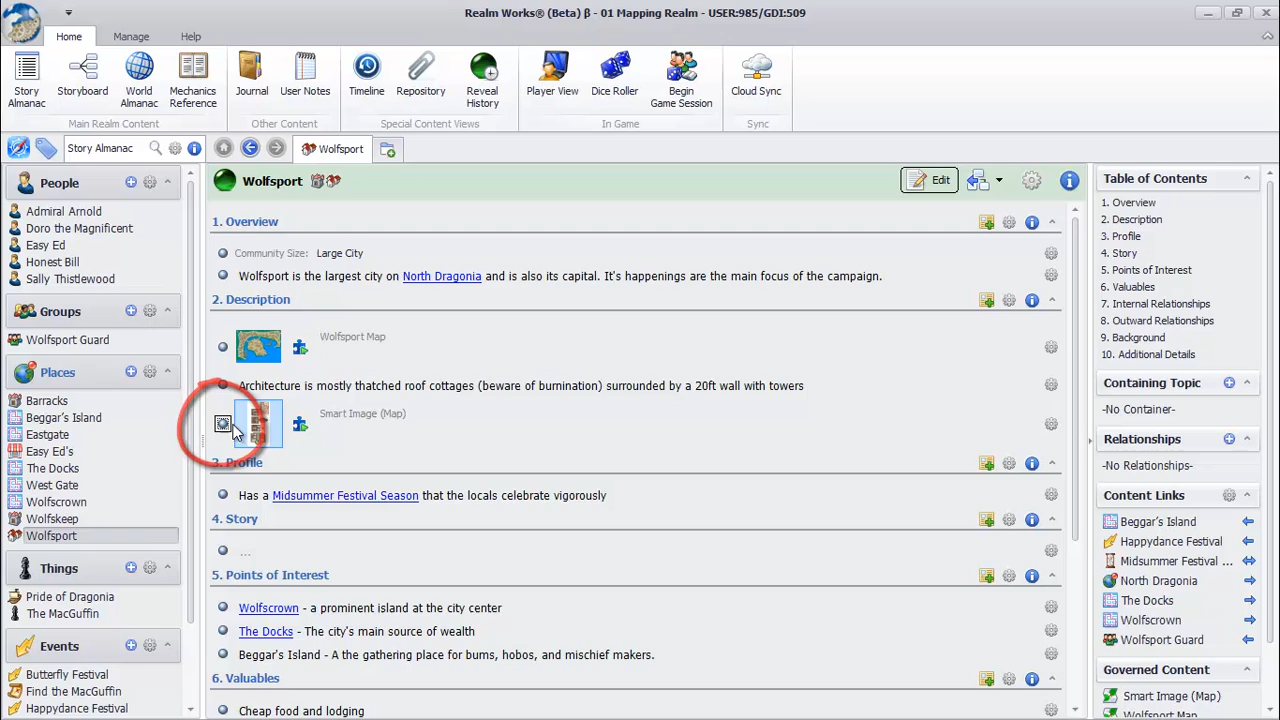 Realm Works® (Beta) β - 01 Mapping Realm - USER:985/GDI:509
Home Manage Help
Story Almanac
Storyboard
World Almanac
Mechanics Reference
Main Realm Content
Journal
User Notes
Other Content
Timeline
Repository
Reveal History
Special Content Views
Player View
Dice Roller
Begin Game Session
In Game
Cloud Sync
Sync
Story Almanac
Wolfsport
People
Admiral Arnold
Doro the Magnificent
Easy Ed
Honest Bill
Sally Thistlewood
Groups
Wolfsport Guard
Places
Barracks
Beggar's Island
Eastgate
Easy Ed's
The Docks
West Gate
Wolfscrown
Wolfskeep
Wolfsport
Things
Pride of Dragonia
The MacGuffin
Events
Butterfly Festival
Find the MacGuffin
Happydance Festival
Wolfsport
Edit
1. Overview
Community Size: Large City
Wolfsport is the largest city on North Dragonia and is also its capital. It's happenings are the main focus of the campaign.
2. Description
Wolfsport Map
Architecture is mostly thatched roof cottages (beware of burnination) surrounded by a 20ft wall with towers
Smart Image (Map)
3. Profile
Has a Midsummer Festival Season that the locals celebrate vigorously
4. Story
...
5. Points of Interest
Wolfscrown - a prominent island at the city center
The Docks - The city's main source of wealth
Beggar's Island - A the gathering place for bums, hobos, and mischief makers.
6. Valuables
Cheap food and lodging
Table of Contents
1. Overview
2. Description
3. Profile
4. Story
5. Points of Interest
6. Valuables
7. Internal Relationships
8. Outward Relationships
9. Background
10. Additional Details
Containing Topic
-No Container-
Relationships
-No Relationships-
Content Links
Beggar's Island
Happydance Festival
Midsummer Festival ...
North Dragonia
The Docks
Wolfscrown
Wolfsport Guard
Governed Content
Smart Image (Map)
Wolfsport Map